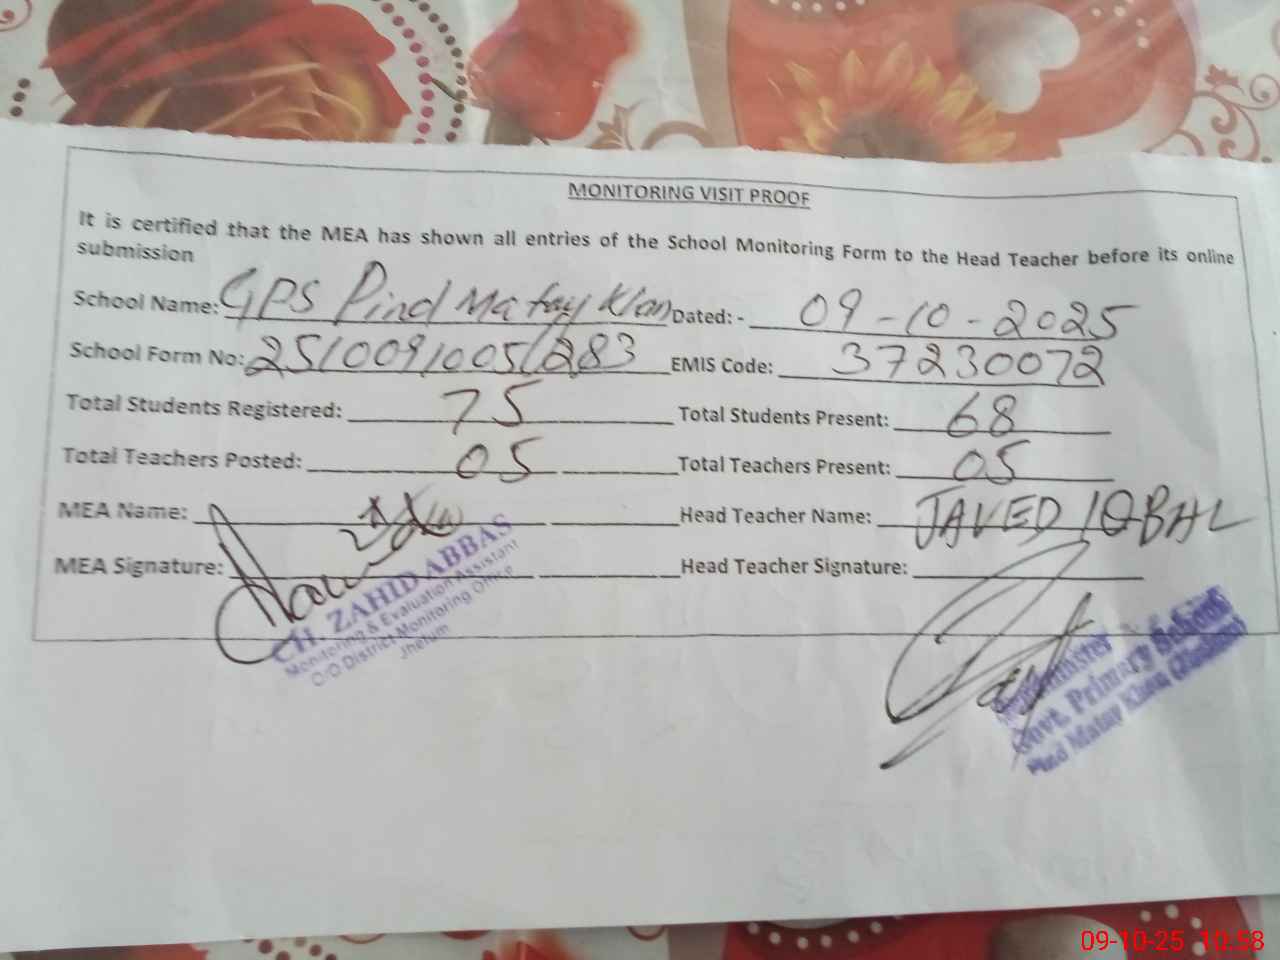 MONITORING VISIT PROOF
It is certified that the MEA has shown all entries of the School Monitoring Form to the Head Teacher before its online
submission
School Name: GPS Pind Matay Khan Dated: - 09-10-2025
School Form No: 25100910051283 EMIS Code: 37230072
Total Students Registered: 75 Total Students Present: 68
Total Teachers Posted: 05 Total Teachers Present: 05
MEA Name: Head Teacher Name: JAVED IQBAL
MEA Signature: Head Teacher Signature:
CH. ZAHID ABBAS
Monitoring & Evaluation Assistant
C/O District Monitoring Office
Jhelum
Govt. Primary School
Pind Matay Khan
09-10-25 10:58